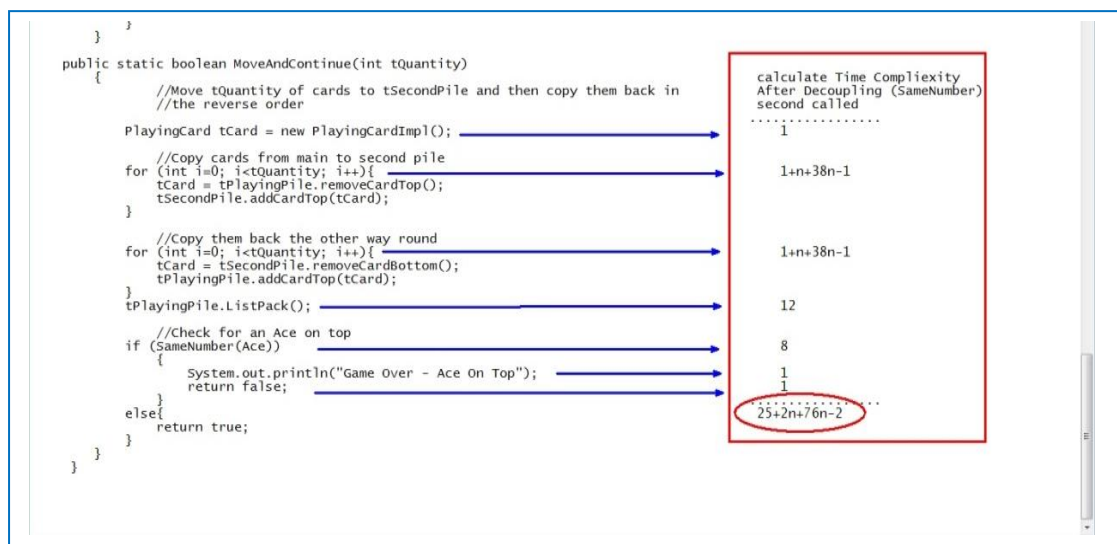 }
}
public static boolean MoveAndContinue(int tQuantity)
{
//Move tQuantity of cards to tSecondPile and then copy them back in
//the reverse order
PlayingCard tCard = new PlayingCardImpl();
//Copy cards from main to second pile
for (int i=0; i<tQuantity; i++){
tCard = tPlayingPile.removeCardTop();
tSecondPile.addCardTop(tCard);
}
//Copy them back the other way round
for (int i=0; i<tQuantity; i++){
tCard = tSecondPile.removeCardBottom();
tPlayingPile.addCardTop(tCard);
}
tPlayingPile.ListPack();
//Check for an Ace on top
if (SameNumber(Ace))
{
System.out.println("Game Over - Ace On Top");
return false;
}
else{
return true;
}
}
}
calculate Time Compliexity
After Decoupling (SameNumber)
second called
.................
1
1+n+38n-1
1+n+38n-1
12
8
1
1
.................
25+2n+76n-2